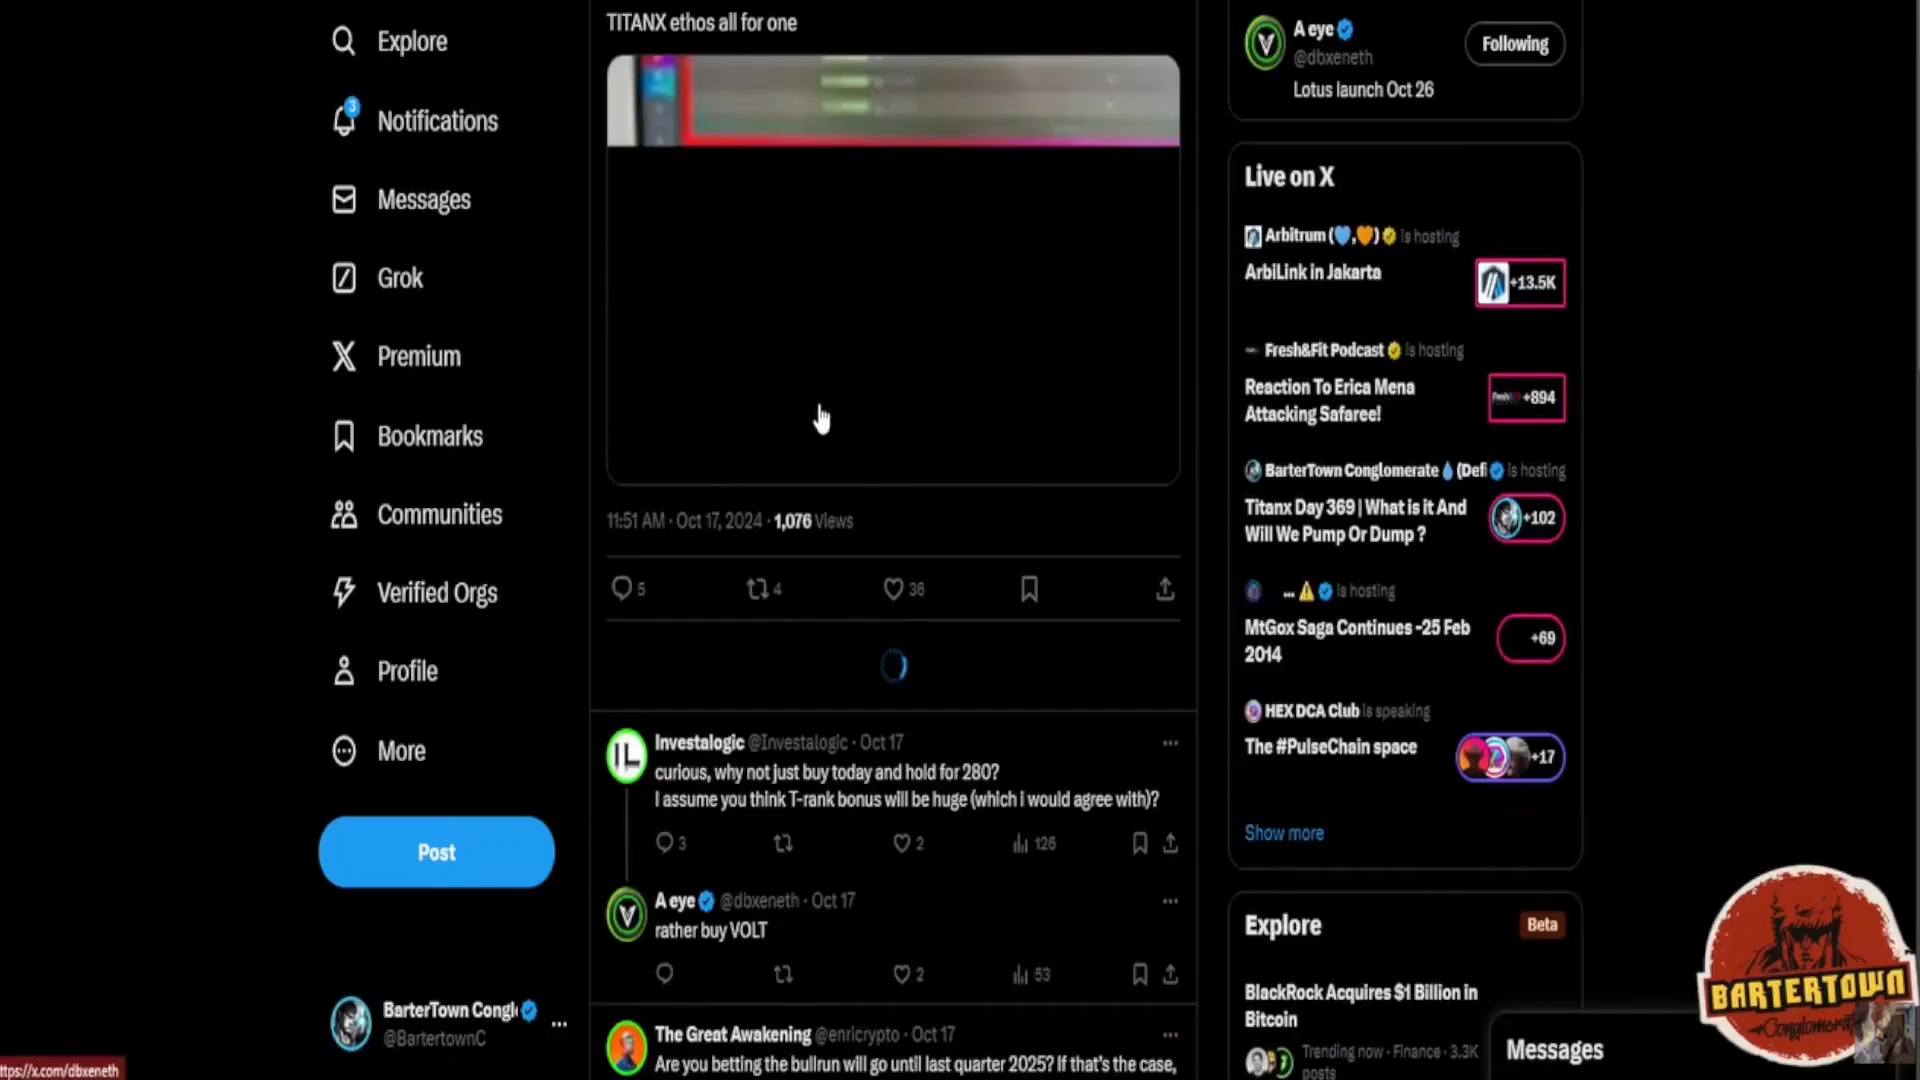 Explore
3
Notifications
Messages
Grok
Premium
Bookmarks
Communities
Verified Orgs
Profile
More
Post
BarterTown Congl
@BartertownC
ttps://x.com/dbxeneth
TITANX ethos all for one
11:51 AM · Oct 17, 2024 · 1,076 Views
5 4 36
Investalogic @Investalogic · Oct 17
curious, why not just buy today and hold for 280?
I assume you think T-rank bonus will be huge (which i would agree with)?
3 2 126
A eye @dbxeneth · Oct 17
rather buy VOLT
2 53
The Great Awakening @enricrypto · Oct 17
Are you betting the bullrun will go until last quarter 2025? If that's the case,
A eye
@dbxeneth
Following
Lotus launch Oct 26
Live on X
Arbitrum (💙,🧡) is hosting
ArbiLink in Jakarta
+13.5K
Fresh&Fit Podcast is hosting
Reaction To Erica Mena
Attacking Safaree!
+894
BarterTown Conglomerate💧(Defi is hosting
Titanx Day 369 | What is it And
Will We Pump Or Dump ?
+102
... ⚠️ is hosting
MtGox Saga Continues -25 Feb
2014
+69
HEX DCA Club is speaking
The #PulseChain space
+17
Show more
Explore
Beta
BlackRock Acquires $1 Billion in
Bitcoin
Trending now · Finance · 3.3K
posts
Messages
BARTERTOWN